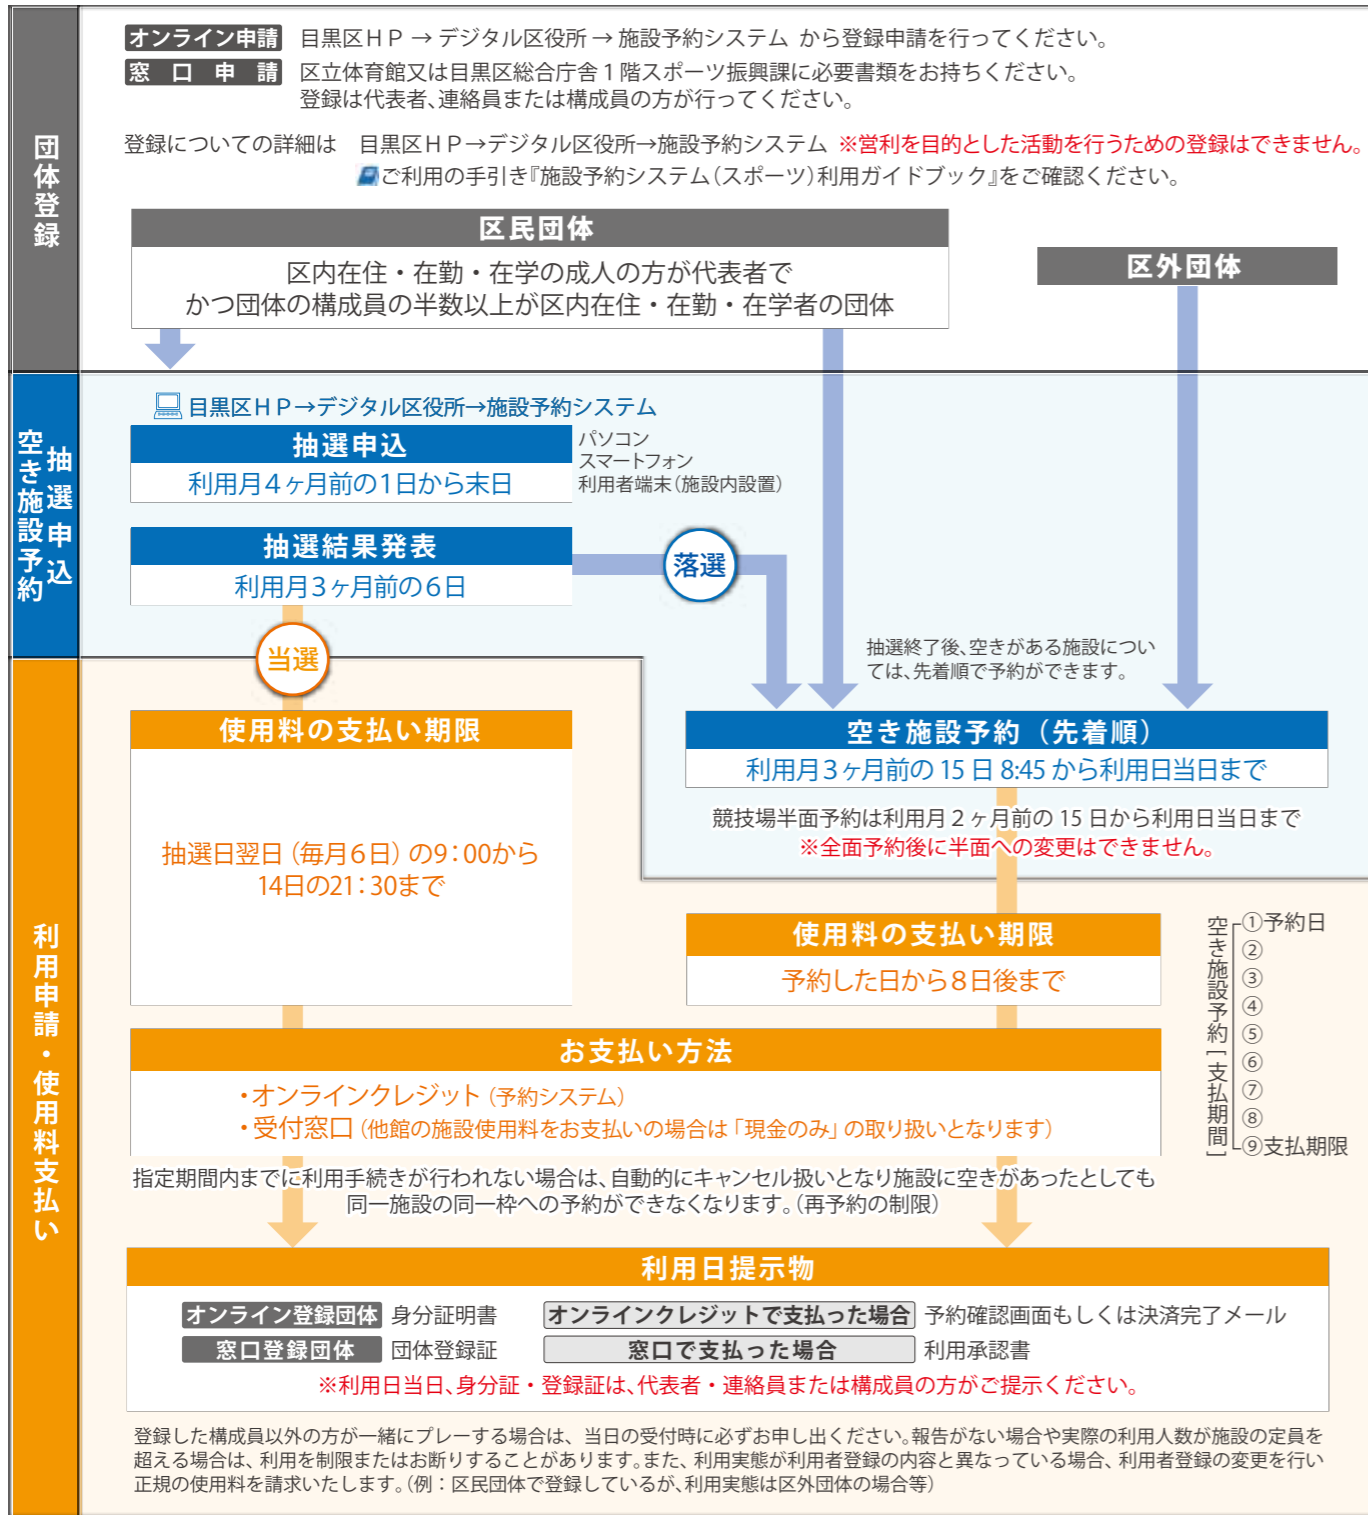 団体登録
オンライン申請 目黒区HP → デジタル区役所 → 施設予約システム から登録申請を行ってください。
窓口申請 区立体育館又は目黒区総合庁舎1階スポーツ振興課に必要書類をお持ちください。
登録は代表者、連絡員または構成員の方が行ってください。
登録についての詳細は 目黒区HP→デジタル区役所→施設予約システム ※営利を目的とした活動を行うための登録はできません。
ご利用の手引き『施設予約システム(スポーツ)利用ガイドブック』をご確認ください。
区民団体
区内在住・在勤・在学の成人の方が代表者で
かつ団体の構成員の半数以上が区内在住・在勤・在学者の団体
区外団体
抽選申込
空き施設予約
目黒区HP→デジタル区役所→施設予約システム
抽選申込
利用月4ヶ月前の1日から末日
パソコン
スマートフォン
利用者端末(施設内設置)
抽選結果発表
利用月3ヶ月前の6日
落選
当選
抽選終了後、空きがある施設につい
ては、先着順で予約ができます。
空き施設予約(先着順)
利用月3ヶ月前の15日8:45から利用日当日まで
競技場半面予約は利用月2ヶ月前の15日から利用日当日まで
※全面予約後に半面への変更はできません。
利用申請・使用料支払い
使用料の支払い期限
抽選日翌日(毎月6日)の9:00から
14日の21:30まで
使用料の支払い期限
予約した日から8日後まで
空き施設予約[支払期間]
①予約日
②
③
④
⑤
⑥
⑦
⑧
⑨支払期限
お支払い方法
・オンラインクレジット(予約システム)
・受付窓口(他館の施設使用料をお支払いの場合は「現金のみ」の取り扱いとなります)
指定期間内までに利用手続きが行われない場合は、自動的にキャンセル扱いとなり施設に空きがあったとしても
同一施設の同一枠への予約ができなくなります。(再予約の制限)
利用日提示物
オンライン登録団体 身分証明書 オンラインクレジットで支払った場合 予約確認画面もしくは決済完了メール
窓口登録団体 団体登録証 窓口で支払った場合 利用承認書
※利用日当日、身分証・登録証は、代表者・連絡員または構成員の方がご提示ください。
登録した構成員以外の方が一緒にプレーする場合は、当日の受付時に必ずお申し出ください。報告がない場合や実際の利用人数が施設の定員を
超える場合は、利用を制限またはお断りすることがあります。また、利用実態が利用者登録の内容と異なっている場合、利用者登録の変更を行い
正規の使用料を請求いたします。(例:区民団体で登録しているが、利用実態は区外団体の場合等)